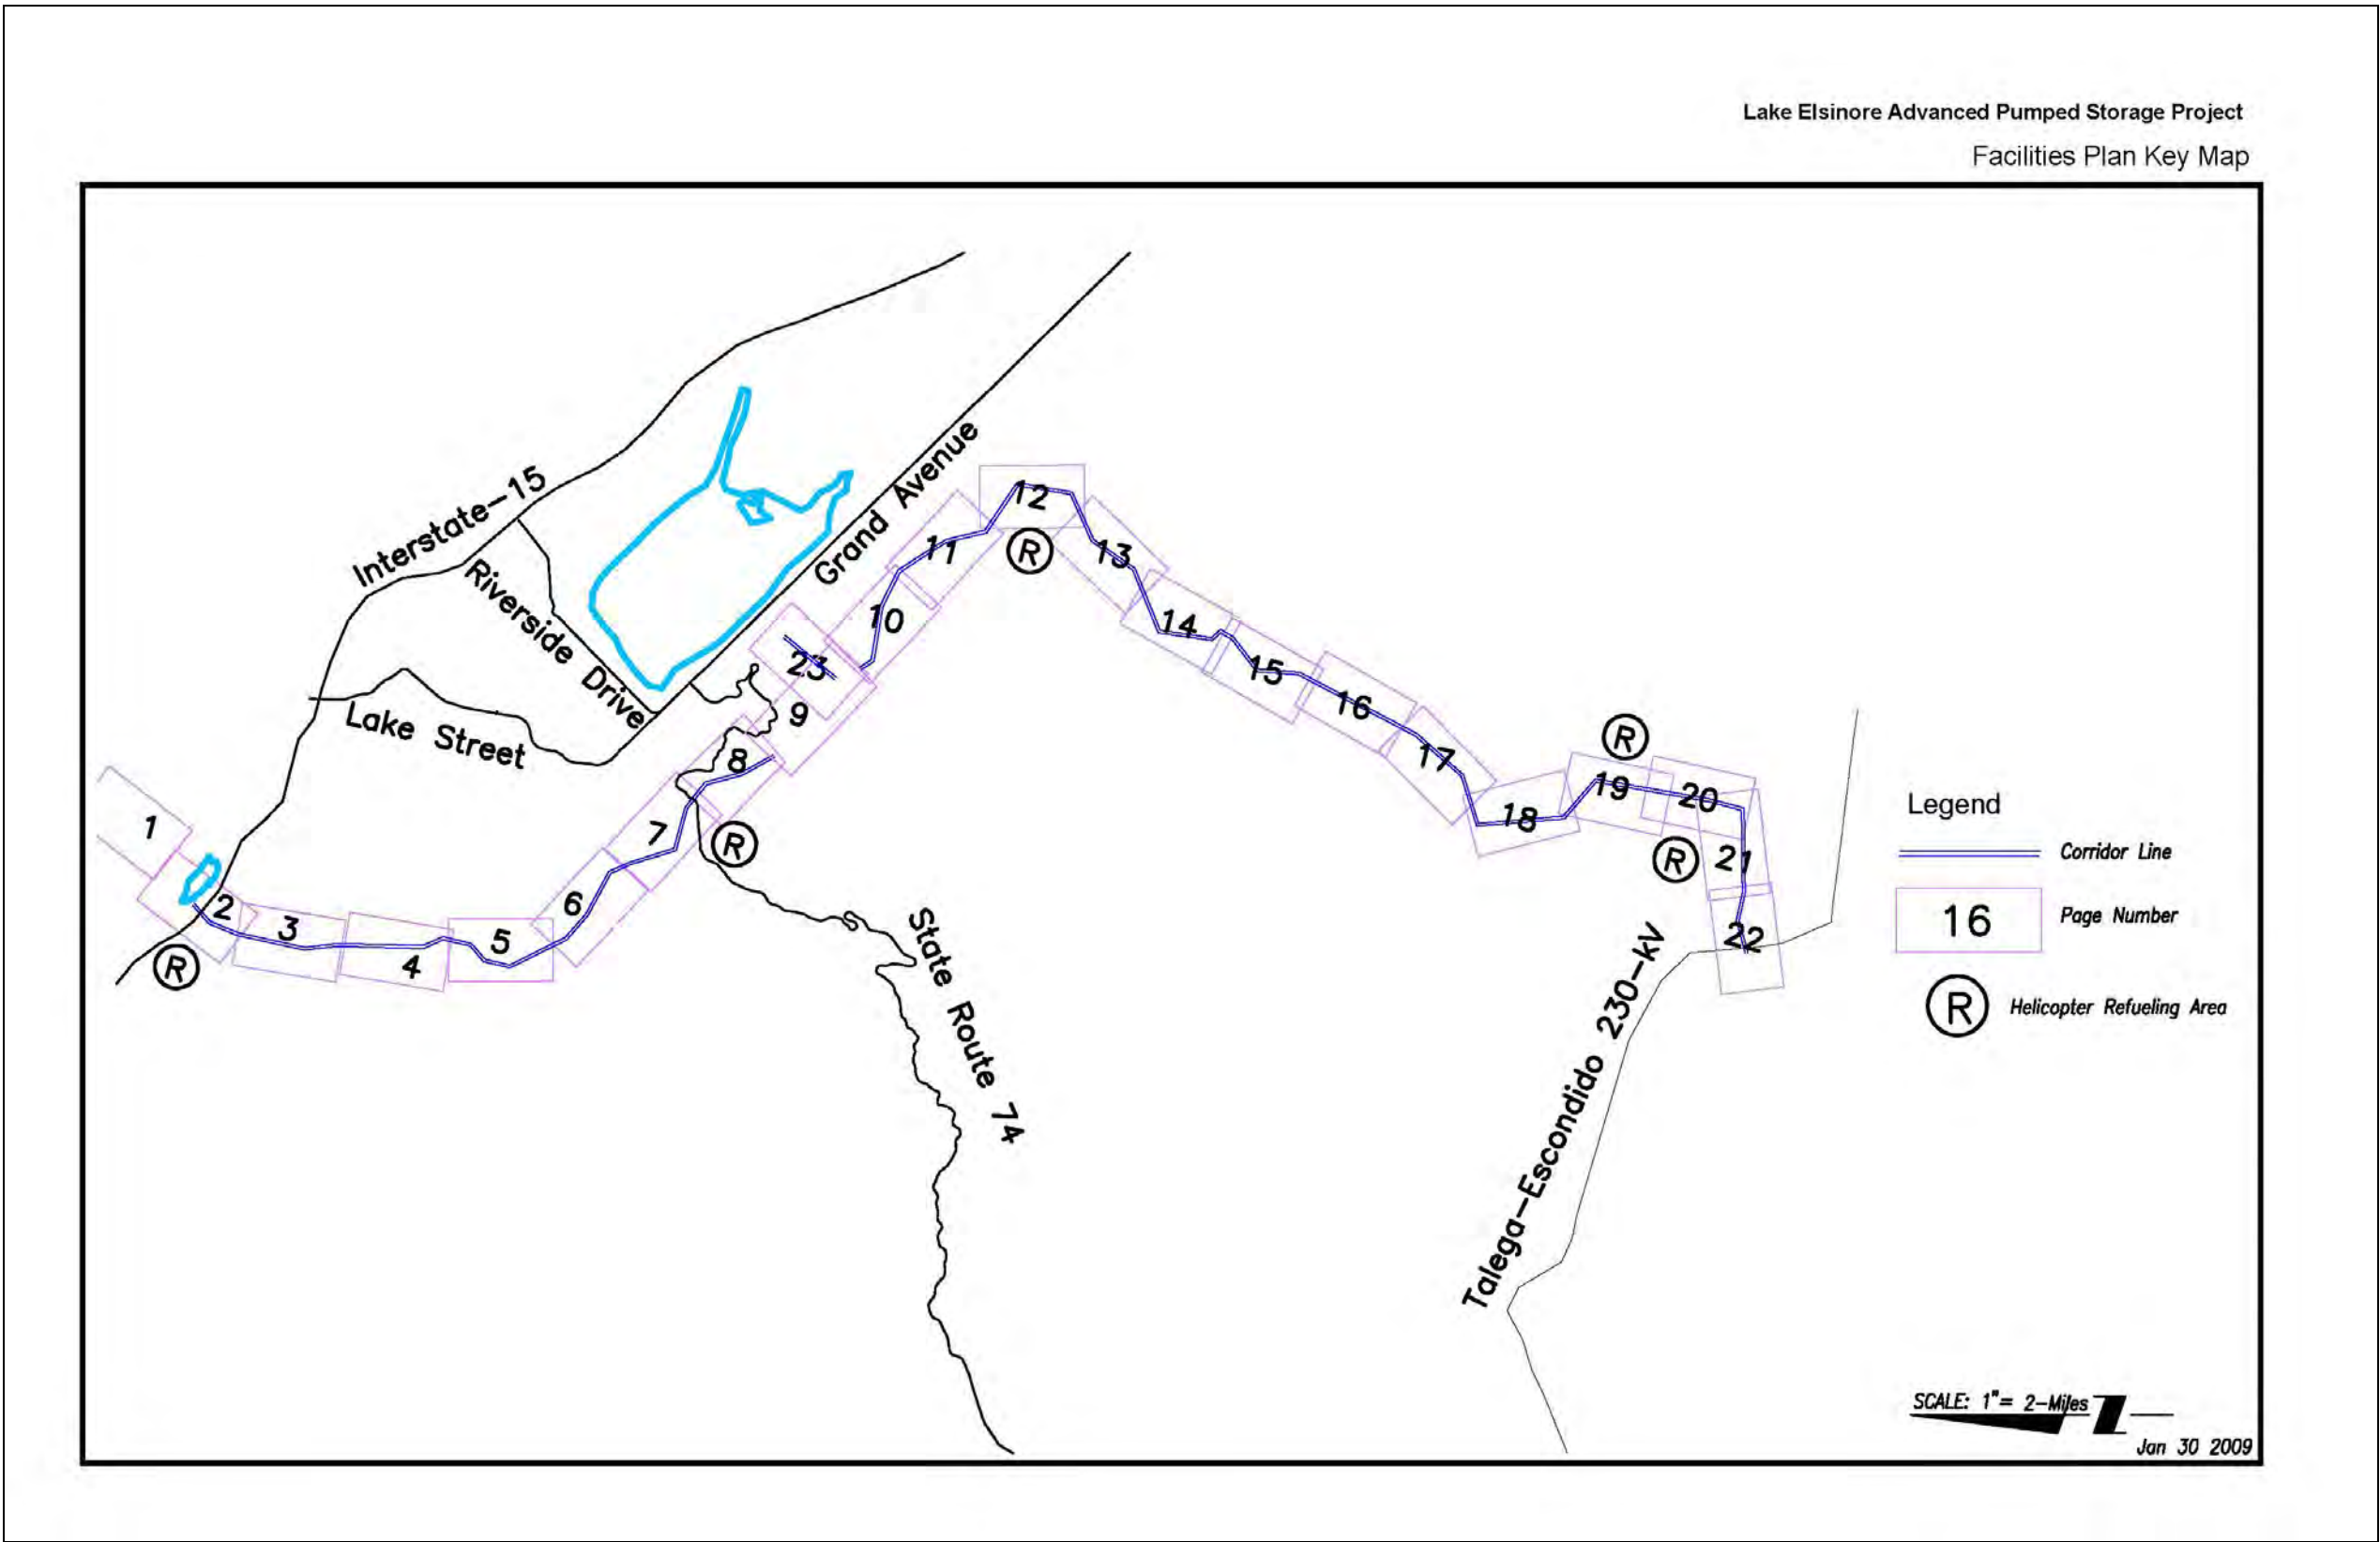 Lake Elsinore Advanced Pumped Storage Project
Facilities Plan Key Map
Interstate-15
Riverside Drive
Lake Street
Grand Avenue
State Route 74
Talega-Escondido 230-kV
1
2
3
4
5
6
7
8
9
10
11
12
13
14
15
16
17
18
19
20
21
22
23
R
R
R
R
R
Legend
Corridor Line
16
Page Number
R
Helicopter Refueling Area
SCALE: 1"= 2-Miles
Z
Jan 30 2009